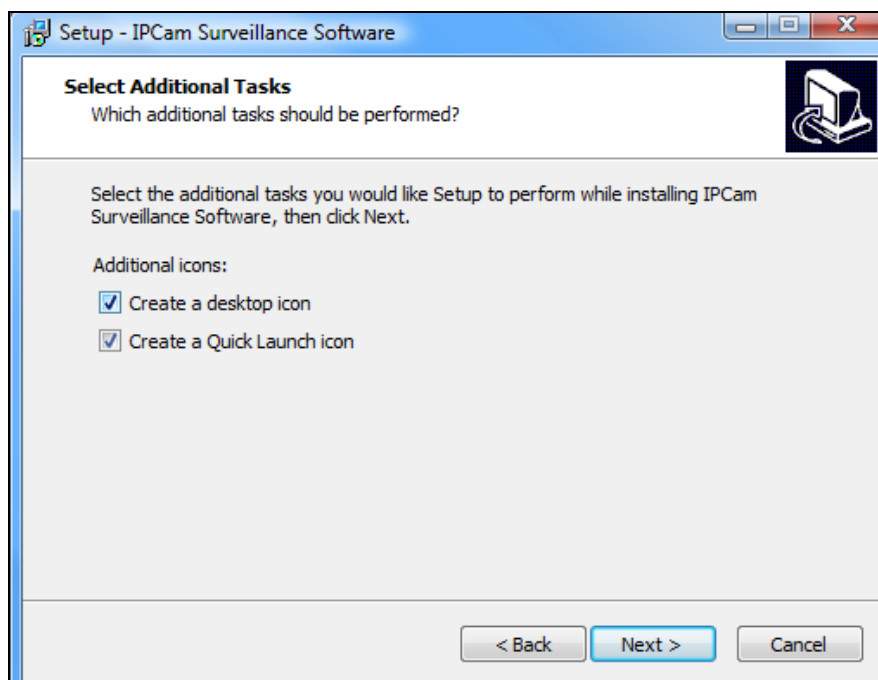 Setup - IPCam Surveillance Software
Select Additional Tasks
Which additional tasks should be performed?
Select the additional tasks you would like Setup to perform while installing IPCam
Surveillance Software, then click Next.
Additional icons:
Create a desktop icon
Create a Quick Launch icon
< Back Next > Cancel